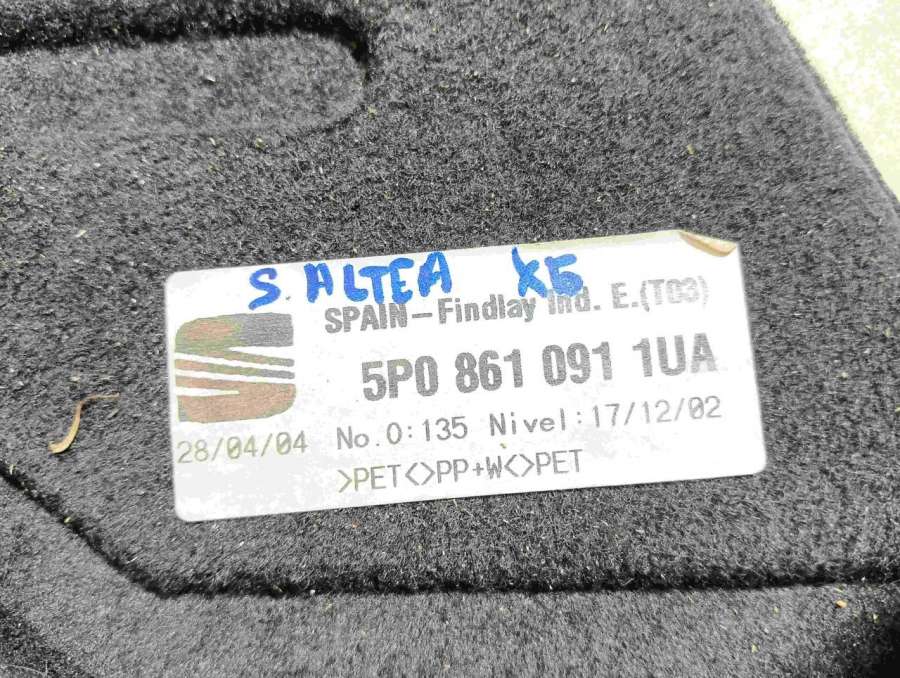 S. ALTEA X5
SPAIN-Findlay Ind. E.(T03)
5P0 861 091 1UA
28/04/04 No.0:135 Nivel:17/12/02
>PET<>PP+W<>PET